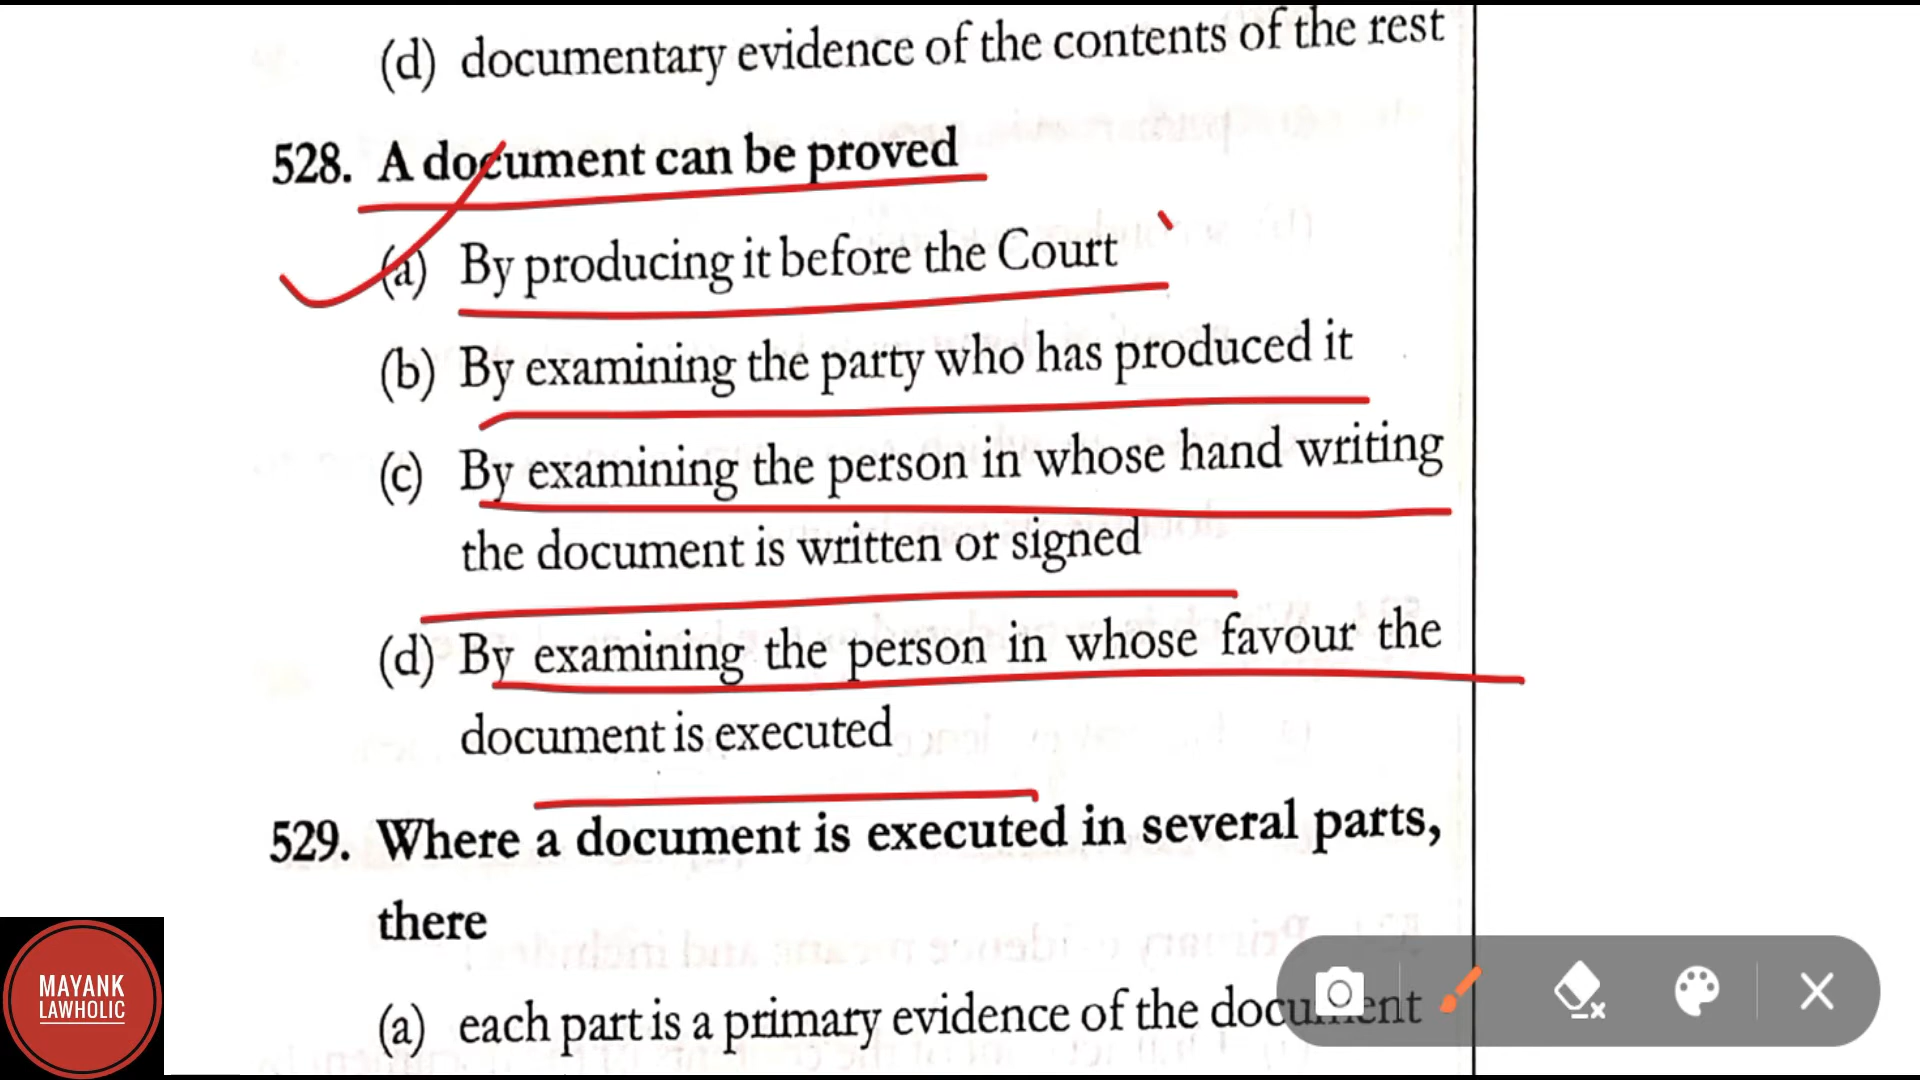 (d) documentary evidence of the contents of the rest
528. A document can be proved
(a) By producing it before the Court
(b) By examining the party who has produced it
(c) By examining the person in whose hand writing
the document is written or signed
(d) By examining the person in whose favour the
document is executed
529. Where a document is executed in several parts,
there
(a) each part is a primary evidence of the document
MAYANK
LAWHOLIC